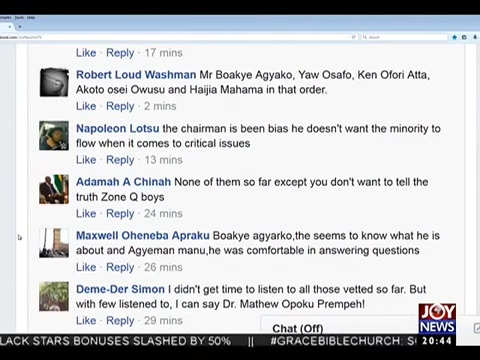 Tools Help
Search
Like · Reply · 17 mins
Robert Loud Washman Mr Boakye Agyako, Yaw Osafo, Ken Ofori Atta,
Akoto osei Owusu and Haijia Mahama in that order.
Like · Reply · 2 mins
Napoleon Lotsu the chairman is been bias he doesn't want the minority to
flow when it comes to critical issues
Like · Reply · 13 mins
Adamah A Chinah None of them so far except you don't want to tell the
truth Zone Q boys
Like · Reply · 24 mins
Maxwell Oheneba Apraku Boakye agyarko,the seems to know what he is
about and Agyeman manu,he was comfortable in answering questions
Like · Reply · 26 mins
Deme-Der Simon I didn't get time to listen to all those vetted so far. But
with few listened to, I can say Dr. Mathew Opoku Prempeh!
Like · Reply · 29 mins
Chat (Off)
JOY
NEWS
LACK STARS BONUSES SLASHED BY 50% || #GRACEBIBLECHURCH: SC
20:44